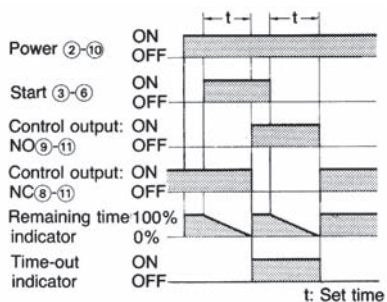 t t
Power ②-⑩ ON
OFF
Start ③-⑥ ON
OFF
Control output: ON
NO⑨-⑪ OFF
Control output: ON
NC⑧-⑪ OFF
Remaining time 100%
indicator 0%
Time-out ON
indicator OFF
t: Set time